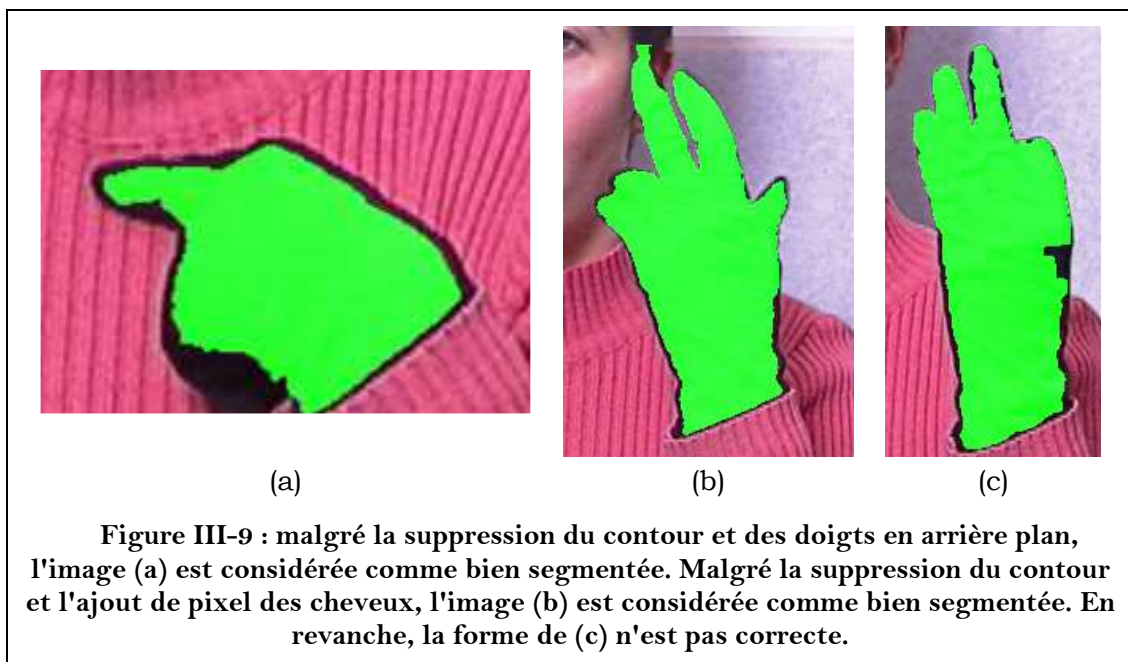 (a)
(b)
(c)
Figure III-9 : malgré la suppression du contour et des doigts en arrière plan,
l'image (a) est considérée comme bien segmentée. Malgré la suppression du contour
et l'ajout de pixel des cheveux, l'image (b) est considérée comme bien segmentée. En
revanche, la forme de (c) n'est pas correcte.